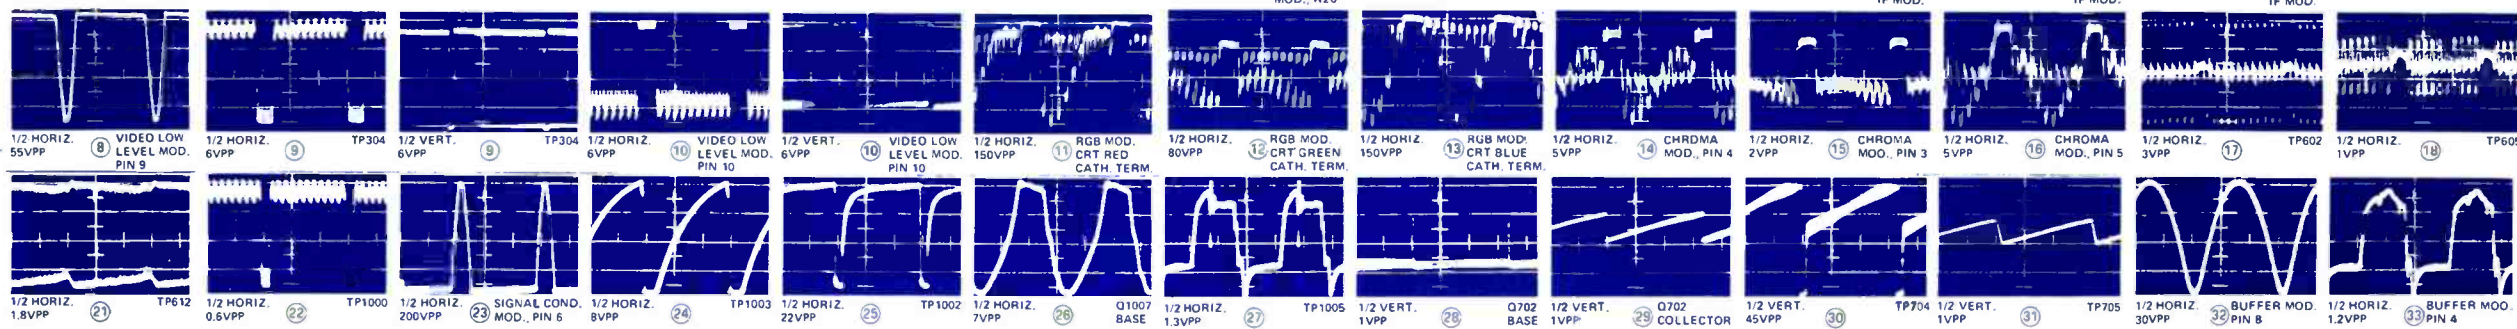 MOD., W20
IF MOD.
IF MOD.
IF MOD.
1/2 HORIZ.
55VPP
8
VIDEO LOW
LEVEL MOD.
PIN 9
1/2 HORIZ.
6VPP
9
TP304
1/2 VERT.
6VPP
9
TP304
1/2 HORIZ.
6VPP
10
VIDEO LOW
LEVEL MOD.
PIN 10
1/2 VERT.
6VPP
10
VIDEO LOW
LEVEL MOD.
PIN 10
1/2 HORIZ.
150VPP
11
RGB MOD.
CRT RED
CATH. TERM.
1/2 HORIZ.
80VPP
12
RGB MOD.
CRT GREEN
CATH. TERM.
1/2 HORIZ.
150VPP
13
RGB MOD.
CRT BLUE
CATH. TERM.
1/2 HORIZ.
5VPP
14
CHRDMA
MOD., PIN 4
1/2 HORIZ.
2VPP
15
CHROMA
MOO., PIN 3
1/2 HORIZ.
5VPP
16
CHROMA
MOD., PIN 5
1/2 HORIZ.
3VPP
17
TP602
1/2 HORIZ.
1VPP
18
TP605
1/2 HORIZ.
1.8VPP
21
TP612
1/2 HORIZ.
0.6VPP
22
TP1000
1/2 HORIZ.
200VPP
23
SIGNAL COND.
MOD., PIN 6
1/2 HORIZ.
8VPP
24
TP1003
1/2 HORIZ.
22VPP
25
TP1002
1/2 HORIZ.
7VPP
26
Q1007
BASE
1/2 HORIZ.
1.3VPP
27
TP1005
1/2 VERT.
1VPP
28
Q702
BASE
1/2 VERT.
1VPP
29
Q702
COLLECTOR
1/2 VERT.
45VPP
30
TP704
1/2 VERT.
1VPP
31
TP705
1/2 HORIZ.
30VPP
32
BUFFER MOD.
PIN 8
1/2 HORIZ.
1.2VPP
33
BUFFER MOO.
PIN 4